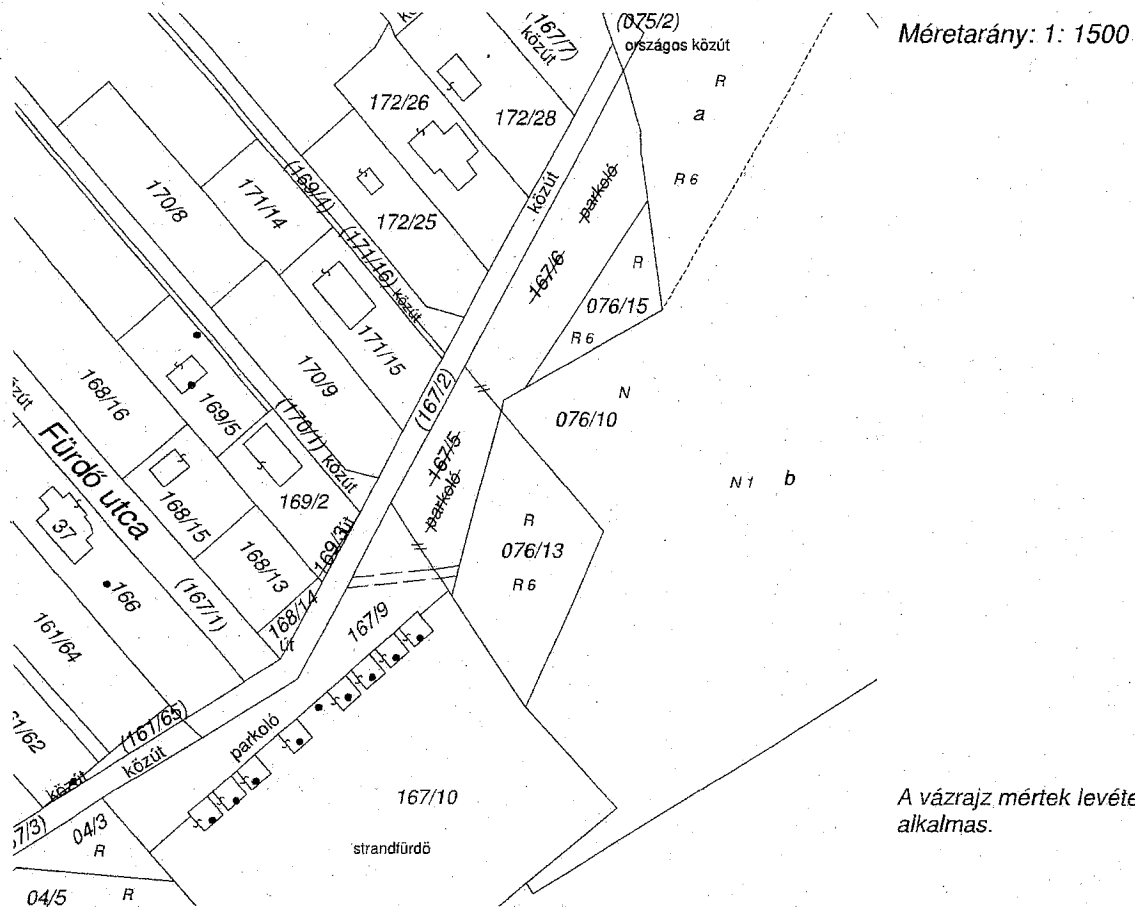 Méretarány: 1: 1500
(167/7)
közút
(075/2)
országos közút
R
a
R 6
172/26
172/28
közút
parkoló
167/6
170/8
171/14
(169/4)
172/25
(171/16) közút
R
076/15
R 6
171/15
170/9
(167/2)
N
076/10
168/16
169/5
(170/1) közút
167/5
parkoló
N 1 b
Fürdő utca
37
168/15
169/2
R
076/13
R 6
168/13
169/3
út
166
(167/1)
168/14
út
167/9
161/64
(161/65)
közút
közút
parkoló
167/10
strandfürdő
04/3
R
04/5
R
A vázrajz mértek levéte
alkalmas.